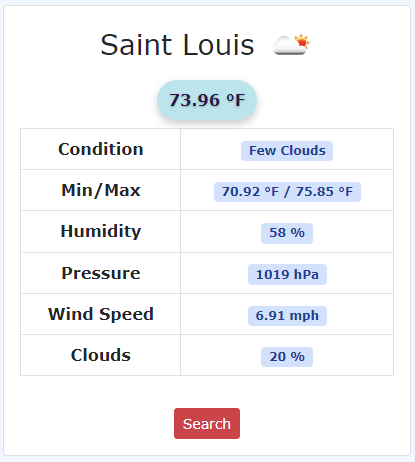 Saint Louis
73.96 °F
Condition Few Clouds
Min/Max 70.92 °F / 75.85 °F
Humidity 58 %
Pressure 1019 hPa
Wind Speed 6.91 mph
Clouds 20 %
Search